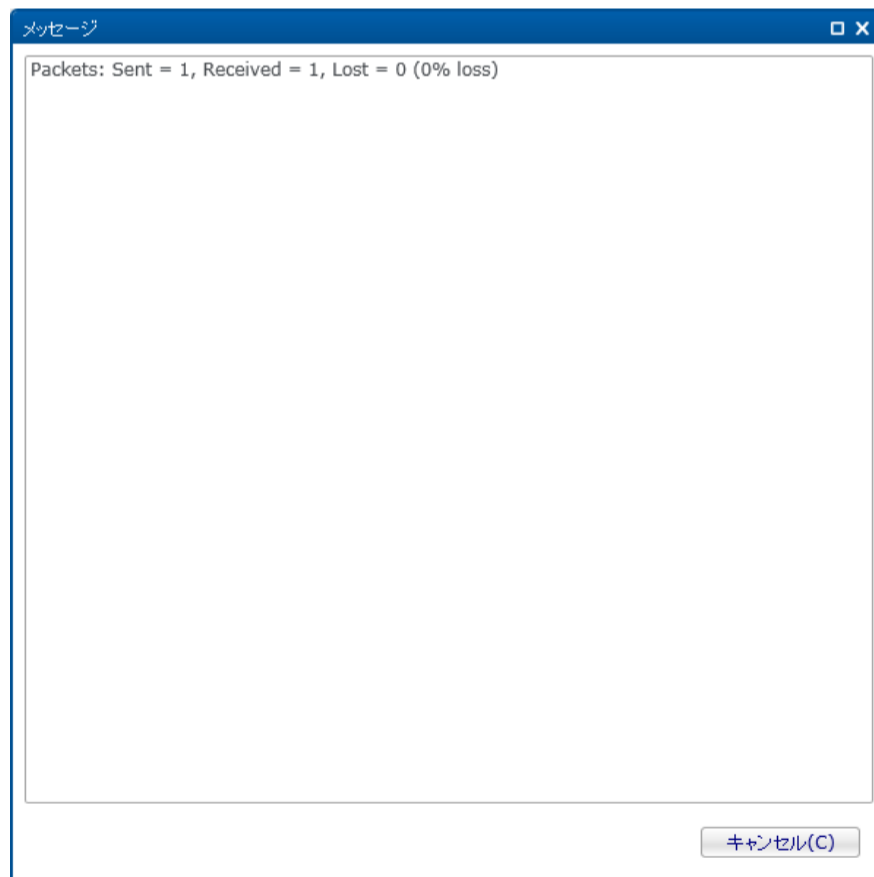 メッセージ
Packets: Sent = 1, Received = 1, Lost = 0 (0% loss)
キャンセル(C)